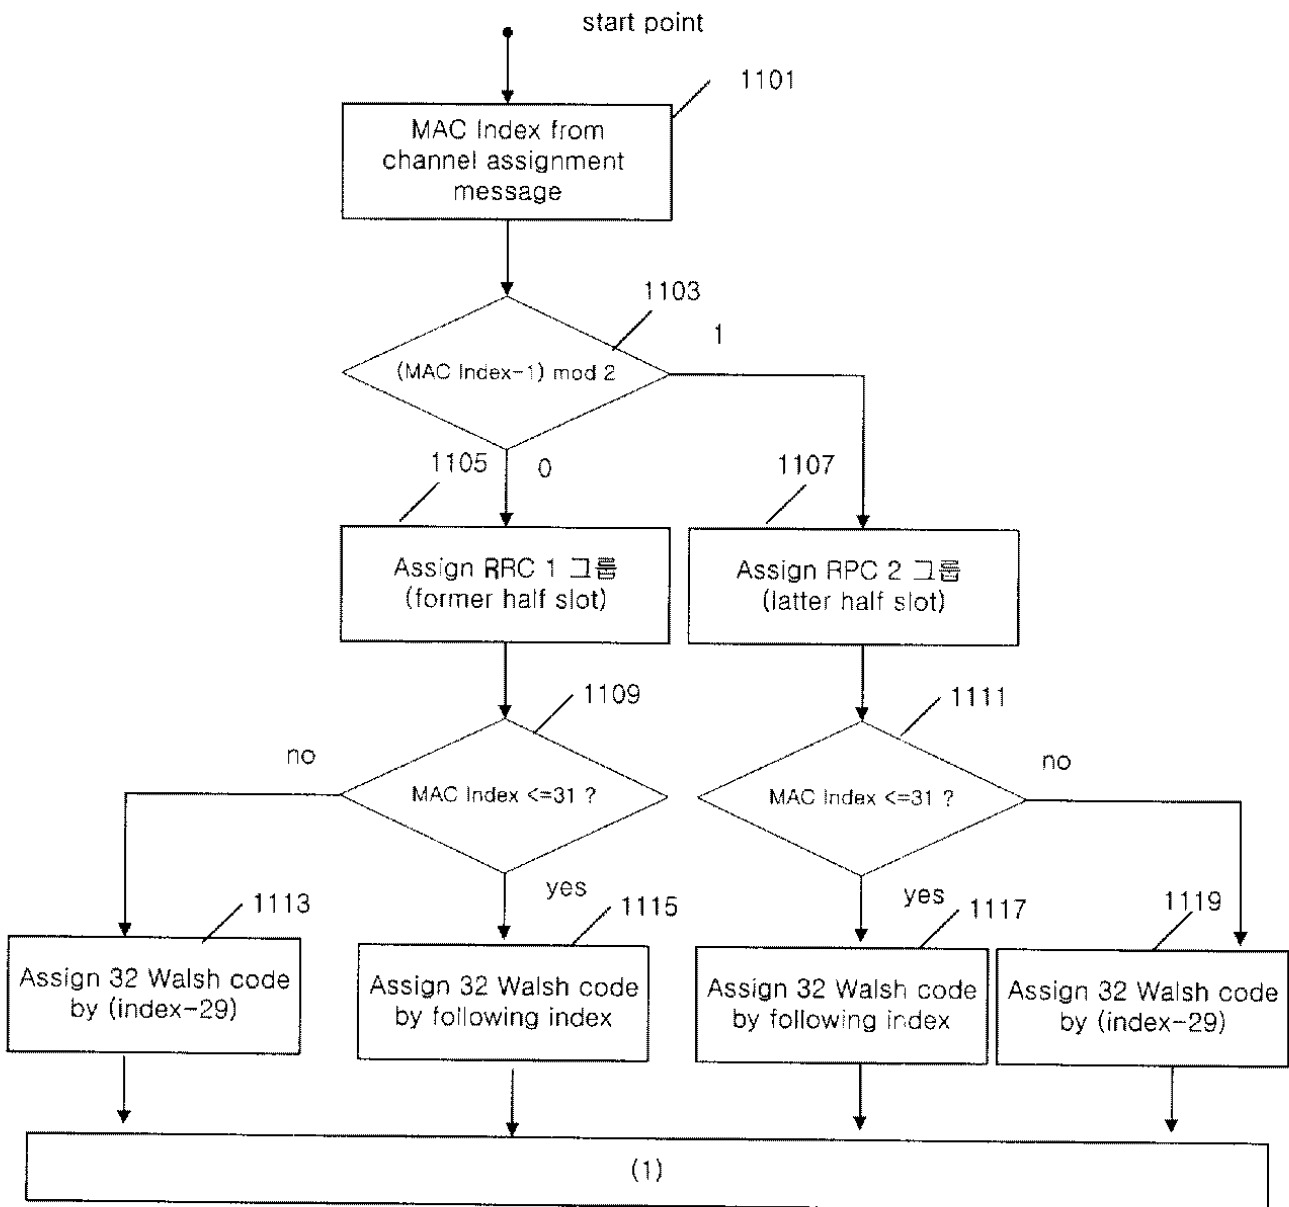 start point
1101
MAC Index from
channel assignment
message
1103
1
(MAC Index-1) mod 2
1105
0
1107
Assign RRC 1 그룹
(former half slot)
Assign RPC 2 그룹
(latter half slot)
1109
1111
no
MAC Index <=31 ?
MAC Index <=31 ?
no
yes
yes
1113
1115
1117
1119
Assign 32 Walsh code
by (index-29)
Assign 32 Walsh code
by following index
Assign 32 Walsh code
by following index
Assign 32 Walsh code
by (index-29)
(1)